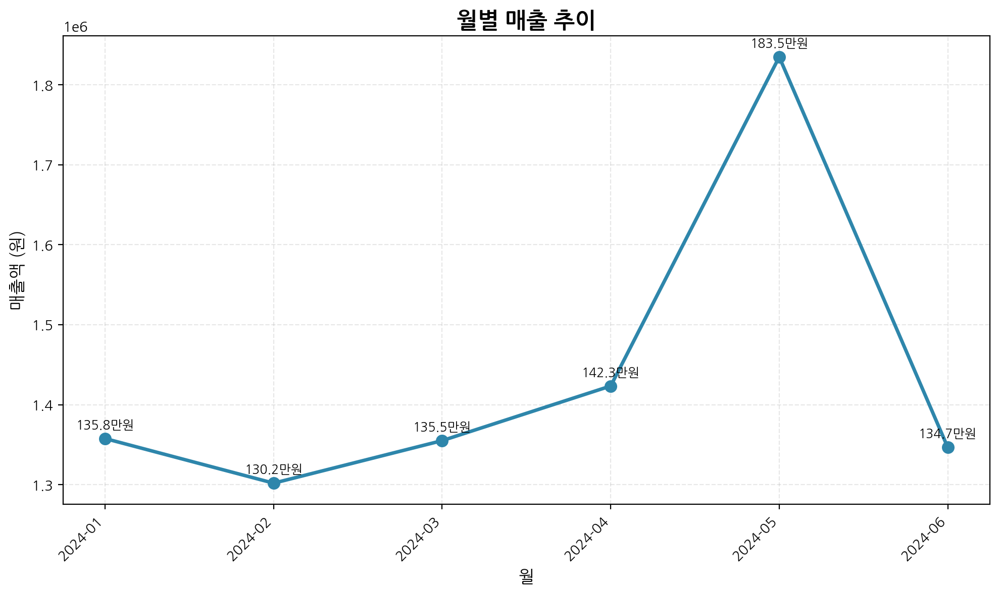 월별 매출 추이
1e6
183.5만원
1.8
1.7
1.6
매출액 (원)
1.5
142.3만원
1.4
135.8만원
135.5만원
134.7만원
130.2만원
1.3
2024-01
2024-02
2024-03
2024-04
2024-05
2024-06
월